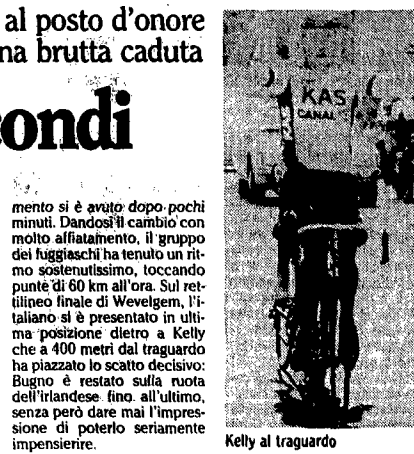 al posto d'onore
na brutta caduta
ondi
mento si è avuto dopo pochi
minuti. Dandosi il cambio con
molto affiatamento, il gruppo
dei fuggiaschi ha tenuto un rit-
mo sostenutissimo, toccando
punte di 60 km all'ora. Sul ret-
tilineo finale di Wevelgem, l'i-
taliano si è presentato in ulti-
ma posizione dietro a Kelly
che a 400 metri dal traguardo
ha piazzato lo scatto decisivo:
Bugno è restato sulla ruota
dell'irlandese fino all'ultimo,
senza però dare mai l'impres-
sione di poterlo seriamente
impensierire.
KAS
CANAL
Kelly al traguardo